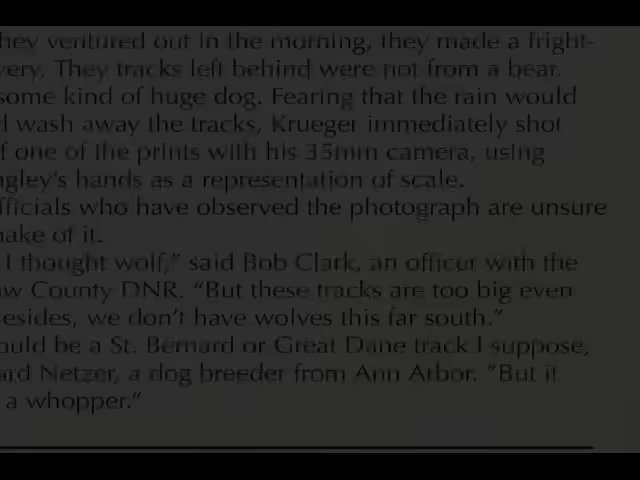 hey ventured out in the morning, they made a fright-
very. They tracks left behind were not from a bear.
some kind of huge dog. Fearing that the rain would
d wash away the tracks, Krueger immediately shot
f one of the prints with his 35mm camera, using
ngley's hands as a representation of scale.
fficials who have observed the photograph are unsure
make of it.
I thought wolf," said Bob Clark, an officer with the
aw County DNR. "But these tracks are too big even
esides, we don't have wolves this far south."
ould be a St. Bernard or Great Dane track I suppose,
ard Netzer, a dog breeder from Ann Arbor. "But it
a whopper."